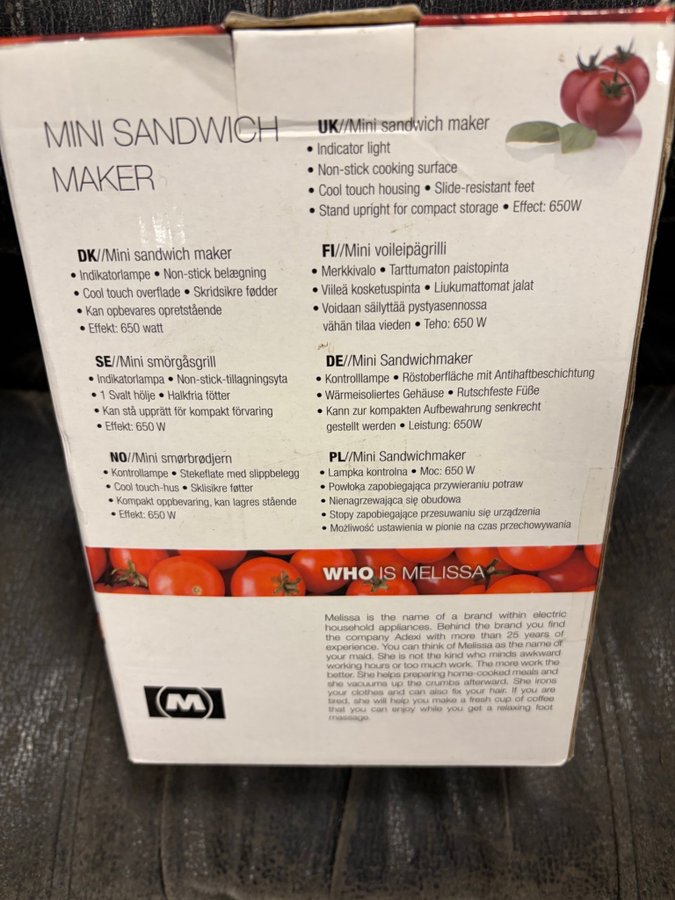 MINI SANDWICH
MAKER
UK//Mini sandwich maker
• Indicator light
• Non-stick cooking surface
• Cool touch housing • Slide-resistant feet
• Stand upright for compact storage • Effect: 650W
DK//Mini sandwich maker
• Indikatorlampe • Non-stick belægning
• Cool touch overflade • Skridsikre fødder
• Kan opbevares opretstående
• Effekt: 650 watt
FI//Mini voileipägrilli
• Merkkivalo • Tarttumaton paistopinta
• Viileä kosketuspinta • Liukumattomat jalat
• Voidaan säilyttää pystyasennossa
vähän tilaa vieden • Teho: 650 W
SE//Mini smörgåsgrill
• Indikatorlampa • Non-stick-tillagningsyta
• 1 Svalt hölje • Halkfria fötter
• Kan stå upprätt för kompakt förvaring
• Effekt: 650 W
DE//Mini Sandwichmaker
• Kontrolllampe • Röstoberfläche mit Antihaftbeschichtung
• Wärmeisoliertes Gehäuse • Rutschfeste Füße
• Kann zur kompakten Aufbewahrung senkrecht
gestellt werden • Leistung: 650W
NO//Mini smørbrødjern
• Kontrollampe • Stekeflate med slippbelegg
• Cool touch-hus • Sklisikre føtter
• Kompakt oppbevaring, kan lagres stående
• Effekt: 650 W
PL//Mini Sandwichmaker
• Lampka kontrolna • Moc: 650 W
• Powłoka zapobiegająca przywieraniu potraw
• Nienagrzewająca się obudowa
• Stopy zapobiegające przesuwaniu się urządzenia
• Możliwość ustawienia w pionie na czas przechowywania
WHO IS MELISSA
Melissa is the name of a brand within electric
household appliances. Behind the brand you find
the company Adexi with more than 25 years of
experience. You can think of Melissa as the name of
your maid. She is not the kind who minds awkward
working hours or too much work. The more work the
better. She helps preparing home-cooked meals and
she vacuums up the crumbs afterward. She irons
your clothes and can also fix your hair. If you are
tired, she will help you make a fresh cup of coffee
that you can enjoy while you get a relaxing foot
massage.
M